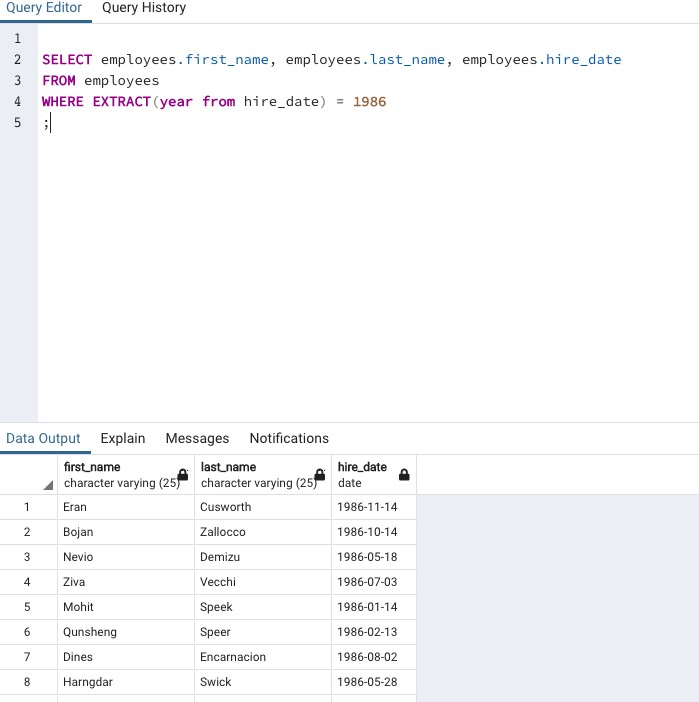 Query Editor Query History
1
2 SELECT employees.first_name, employees.last_name, employees.hire_date
3 FROM employees
4 WHERE EXTRACT(year from hire_date) = 1986
5 ;
Data Output Explain Messages Notifications
first_name last_name hire_date
character varying (25) character varying (25) date
1 Eran Cusworth 1986-11-14
2 Bojan Zallocco 1986-10-14
3 Nevio Demizu 1986-05-18
4 Ziva Vecchi 1986-07-03
5 Mohit Speek 1986-01-14
6 Qunsheng Speer 1986-02-13
7 Dines Encarnacion 1986-08-02
8 Harngdar Swick 1986-05-28